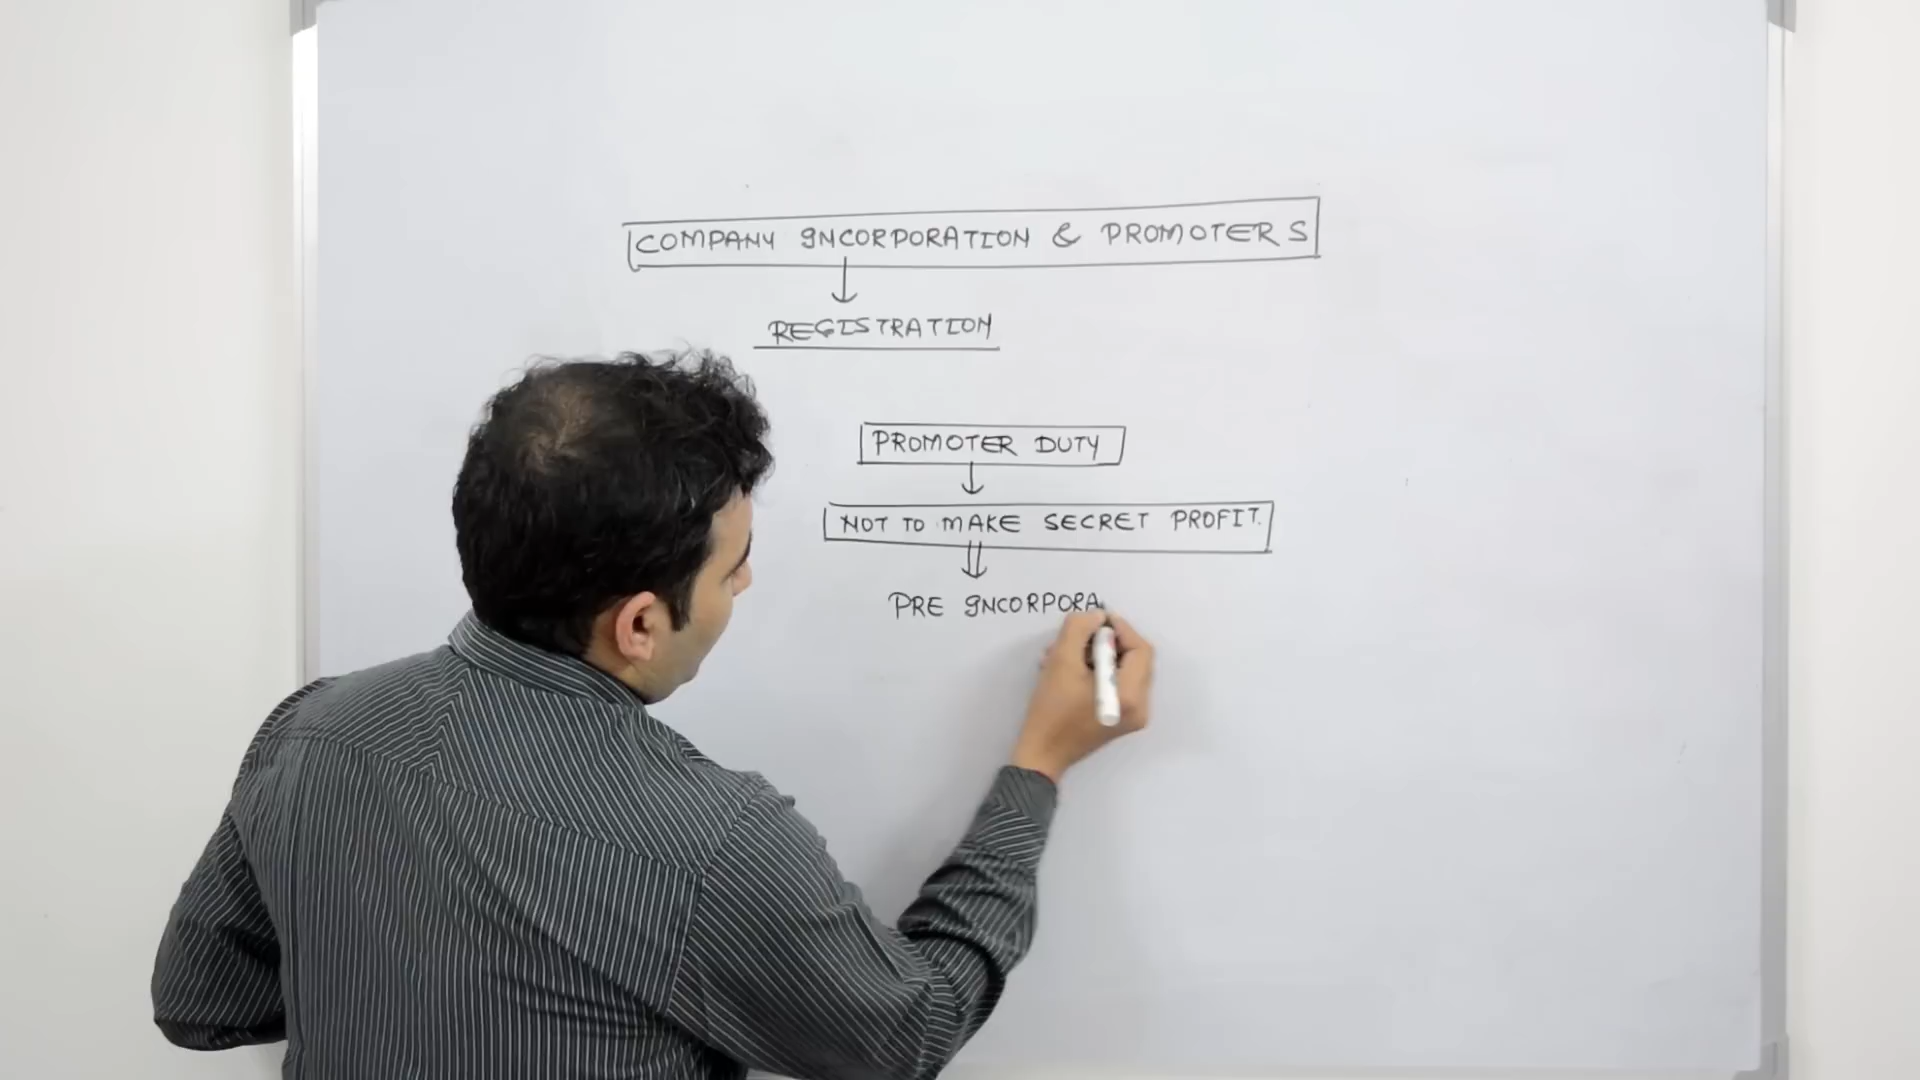 COMPANY INCORPORATION & PROMOTERS
REGISTRATION
PROMOTER DUTY
NOT TO MAKE SECRET PROFIT.
PRE INCORPORA